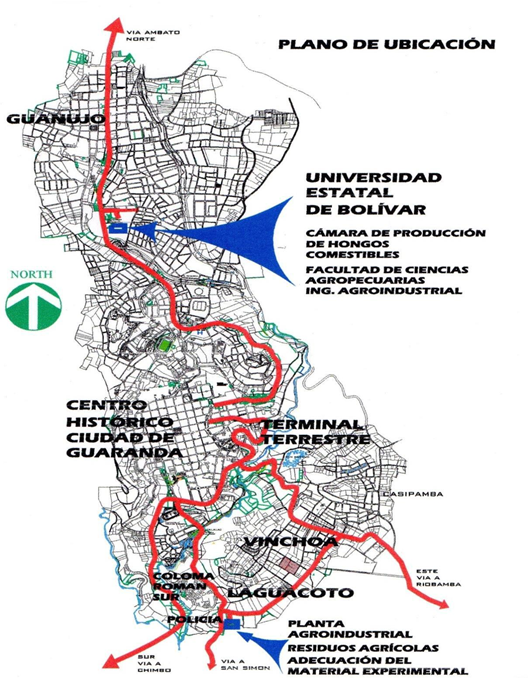 VIA AMBATO
NORTE
PLANO DE UBICACIÓN
GUANUJO
UNIVERSIDAD
ESTATAL
DE BOLÍVAR
CÁMARA DE PRODUCCIÓN
DE HONGOS
COMESTIBLES
FACULTAD DE CIENCIAS
AGROPECUARIAS
ING. AGROINDUSTRIAL
NORTH
CENTRO
HISTÓRICO
CIUDAD DE
GUARANDA
TERMINAL
TERRESTRE
CASIPAMBA
VINCHOA
ESTE
VIA A
RIOBAMBA
COLOMA
ROMAN
SUR
LAGUACOTO
POLICIA
PLANTA
AGROINDUSTRIAL
RESIDUOS AGRÍCOLAS
ADECUACIÓN DEL
MATERIAL EXPERIMENTAL
SUR
VIA A
CHIMBO
VIA A
SAN SIMON